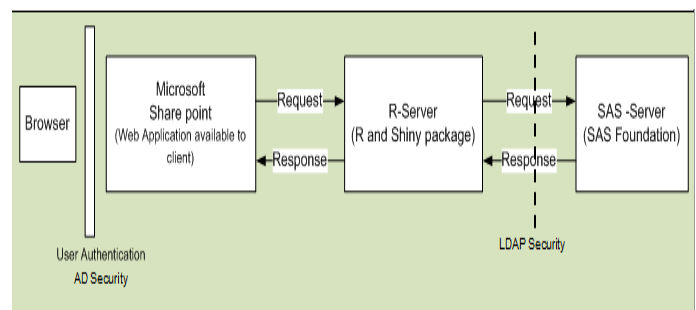 Browser
User Authentication
AD Security
Microsoft
Share point
(Web Application available to
client)
Request
Response
R-Server
(R and Shiny package)
Request
Response
LDAP Security
SAS -Server
(SAS Foundation)